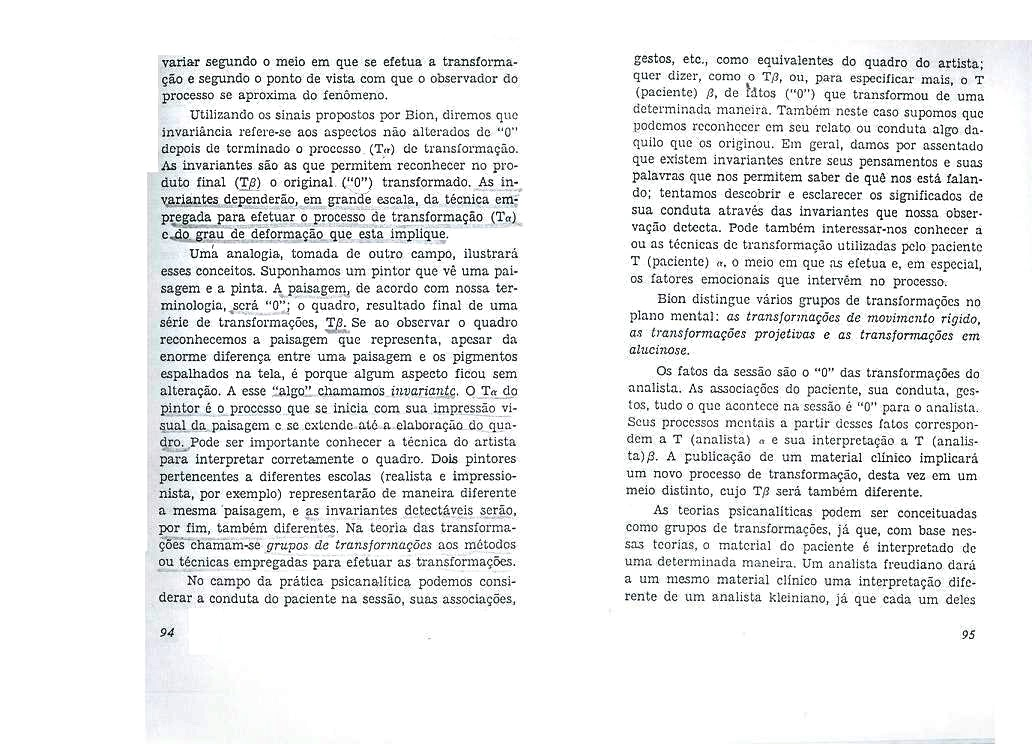 variar segundo o meio em que se efetua a transforma-
ção e segundo o ponto de vista com que o observador do
processo se aproxima do fenômeno.
Utilizando os sinais propostos por Bion, diremos que
invariância refere-se aos aspectos não alterados de "0"
depois de terminado o processo (Tα) de transformação.
As invariantes são as que permitem reconhecer no pro-
duto final (Tβ) o original ("0") transformado. As in-
variantes dependerão, em grande escala, da técnica em-
pregada para efetuar o processo de transformação (Tα)
e do grau de deformação que esta implique.
Uma analogia, tomada de outro campo, ilustrará
esses conceitos. Suponhamos um pintor que vê uma pai-
sagem e a pinta. A paisagem, de acordo com nossa ter-
minologia, será "0"; o quadro, resultado final de uma
série de transformações, Tβ. Se ao observar o quadro
reconhecemos a paisagem que representa, apesar da
enorme diferença entre uma paisagem e os pigmentos
espalhados na tela, é porque algum aspecto ficou sem
alteração. A esse "algo" chamamos invariante. O Tα do
pintor é o processo que se inicia com sua impressão vi-
sual da paisagem e se extende até a elaboração do qua-
dro. Pode ser importante conhecer a técnica do artista
para interpretar corretamente o quadro. Dois pintores
pertencentes a diferentes escolas (realista e impressio-
nista, por exemplo) representarão de maneira diferente
a mesma paisagem, e as invariantes detectáveis serão,
por fim, também diferentes. Na teoria das transforma-
ções chamam-se grupos de transformações aos métodos
ou técnicas empregadas para efetuar as transformações.
No campo da prática psicanalítica podemos consi-
derar a conduta do paciente na sessão, suas associações,
94
gestos, etc., como equivalentes do quadro do artista;
quer dizer, como o Tβ, ou, para especificar mais, o T
(paciente) β, de fatos ("0") que transformou de uma
determinada maneira. Também neste caso supomos que
podemos reconhecer em seu relato ou conduta algo da-
quilo que os originou. Em geral, damos por assentado
que existem invariantes entre seus pensamentos e suas
palavras que nos permitem saber de quê nos está falan-
do; tentamos descobrir e esclarecer os significados de
sua conduta através das invariantes que nossa obser-
vação detecta. Pode também interessar-nos conhecer a
ou as técnicas de transformação utilizadas pelo paciente
T (paciente) α, o meio em que as efetua e, em especial,
os fatores emocionais que intervêm no processo.
Bion distingue vários grupos de transformações no
plano mental: as transformações de movimento rígido,
as transformações projetivas e as transformações em
alucinose.
Os fatos da sessão são o "0" das transformações do
analista. As associações do paciente, sua conduta, ges-
tos, tudo o que acontece na sessão é "0" para o analista.
Seus processos mentais a partir desses fatos correspon-
dem a T (analista) α e sua interpretação a T (analis-
ta)β. A publicação de um material clínico implicará
um novo processo de transformação, desta vez em um
meio distinto, cujo Tβ será também diferente.
As teorias psicanalíticas podem ser conceituadas
como grupos de transformações, já que, com base nes-
sas teorias, o material do paciente é interpretado de
uma determinada maneira. Um analista freudiano dará
a um mesmo material clínico uma interpretação dife-
rente de um analista kleiniano, já que cada um deles
95